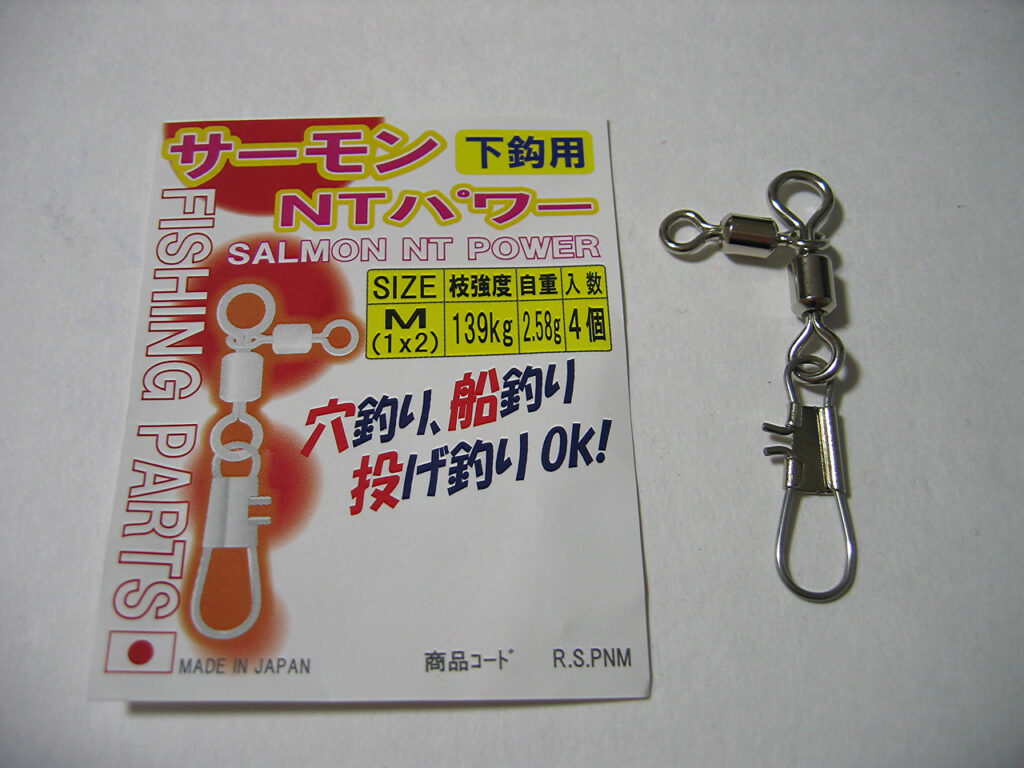 サーモン 下鈎用
NTパワー
SALMON NT POWER
FISHING PARTS
SIZE 枝強度 自重 入数
M (1x2) 139kg 2.58g 4個
穴釣り、船釣り
投げ釣りOK!
MADE IN JAPAN 商品コード R.S.PNM